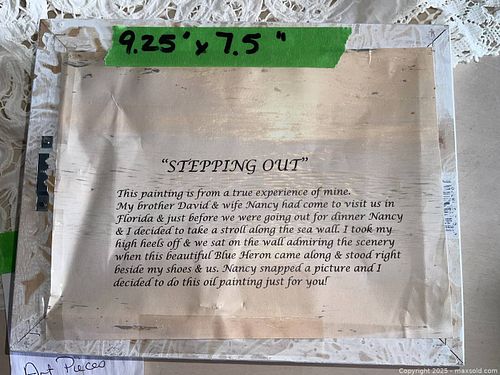 9.25" x 7.5"
"STEPPING OUT"
This painting is from a true experience of mine.
My brother David & wife Nancy had come to visit us in
Florida & just before we were going out for dinner Nancy
& I decided to take a stroll along the sea wall. I took my
high heels off & we sat on the wall admiring the scenery
when this beautiful Blue Heron came along & stood right
beside my shoes & us. Nancy snapped a picture and I
decided to do this oil painting just for you!
Art Pieces
Copyright 2025 - maxsold.com